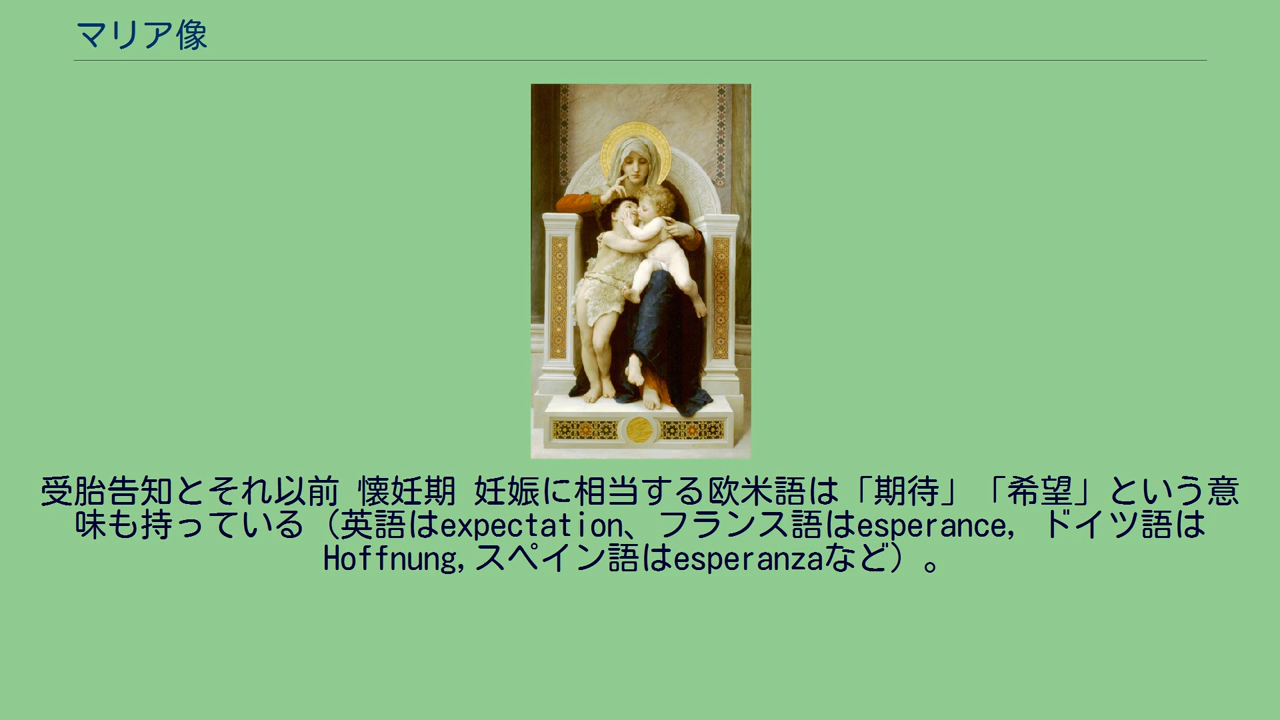 マリア像
受胎告知とそれ以前 懐妊期 妊娠に相当する欧米語は「期待」「希望」という意
味も持っている（英語はexpectation、フランス語はesperance, ドイツ語は
Hoffnung,スペイン語はesperanzaなど）。